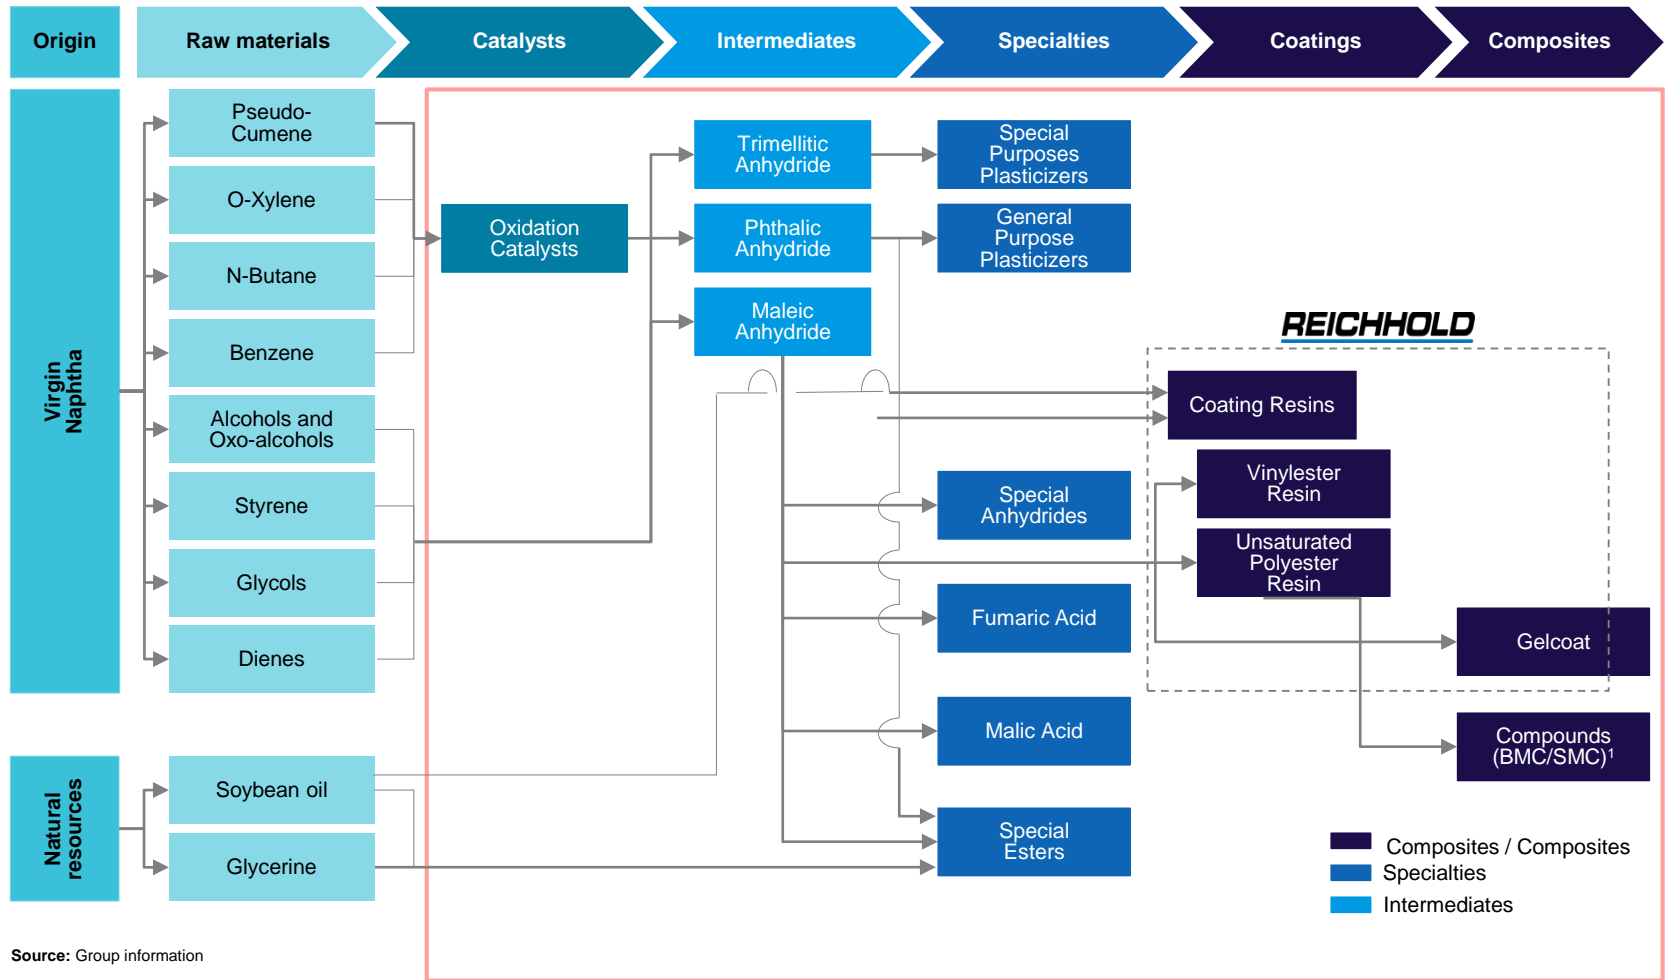 Origin
Raw materials
Catalysts
Intermediates
Specialties
Coatings
Composites
Virgin
Naphtha
Pseudo-
Cumene
O-Xylene
N-Butane
Benzene
Alcohols and
Oxo-alcohols
Styrene
Glycols
Dienes
Natural
resources
Soybean oil
Glycerine
Oxidation
Catalysts
Trimellitic
Anhydride
Phthalic
Anhydride
Maleic
Anhydride
Special
Purposes
Plasticizers
General
Purpose
Plasticizers
Special
Anhydrides
Fumaric Acid
Malic Acid
Special
Esters
REICHHOLD
Coating Resins
Vinylester
Resin
Unsaturated
Polyester
Resin
Gelcoat
Compounds
(BMC/SMC)¹
Composites / Composites
Specialties
Intermediates
Source: Group information